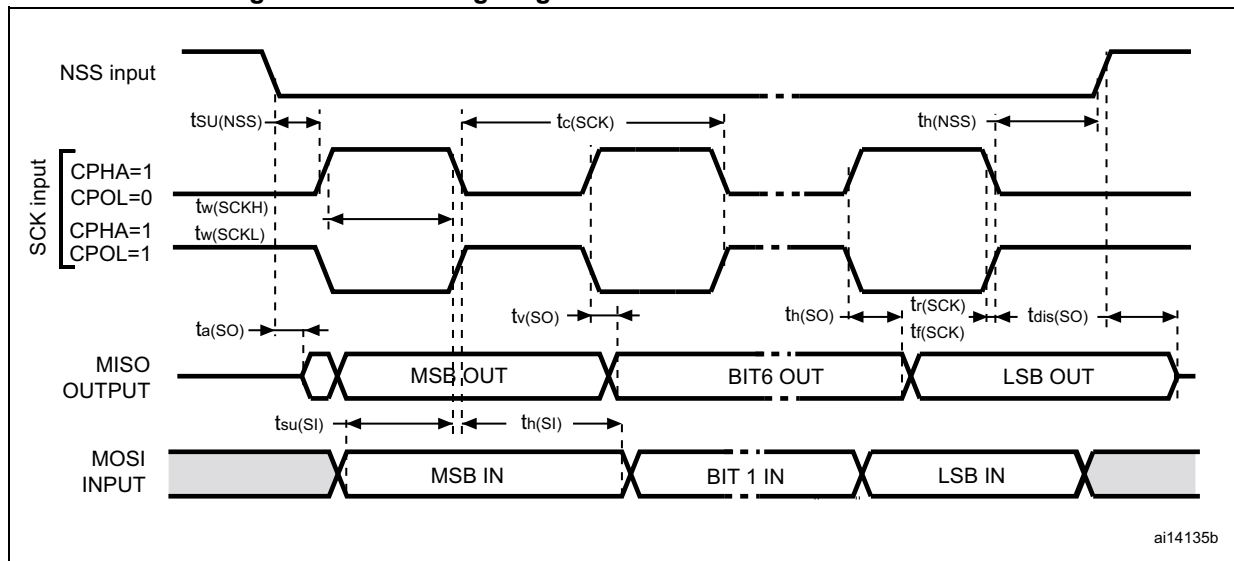 NSS input
tSU(NSS)
tc(SCK)
th(NSS)
SCK input
CPHA=1
CPOL=0
tw(SCKH)
CPHA=1
tw(SCKL)
CPOL=1
ta(SO)
tv(SO)
th(SO)
tr(SCK)
tf(SCK)
tdis(SO)
MISO
OUTPUT
MSB OUT
BIT6 OUT
LSB OUT
tsu(SI)
th(SI)
MOSI
INPUT
MSB IN
BIT 1 IN
LSB IN
ai14135b